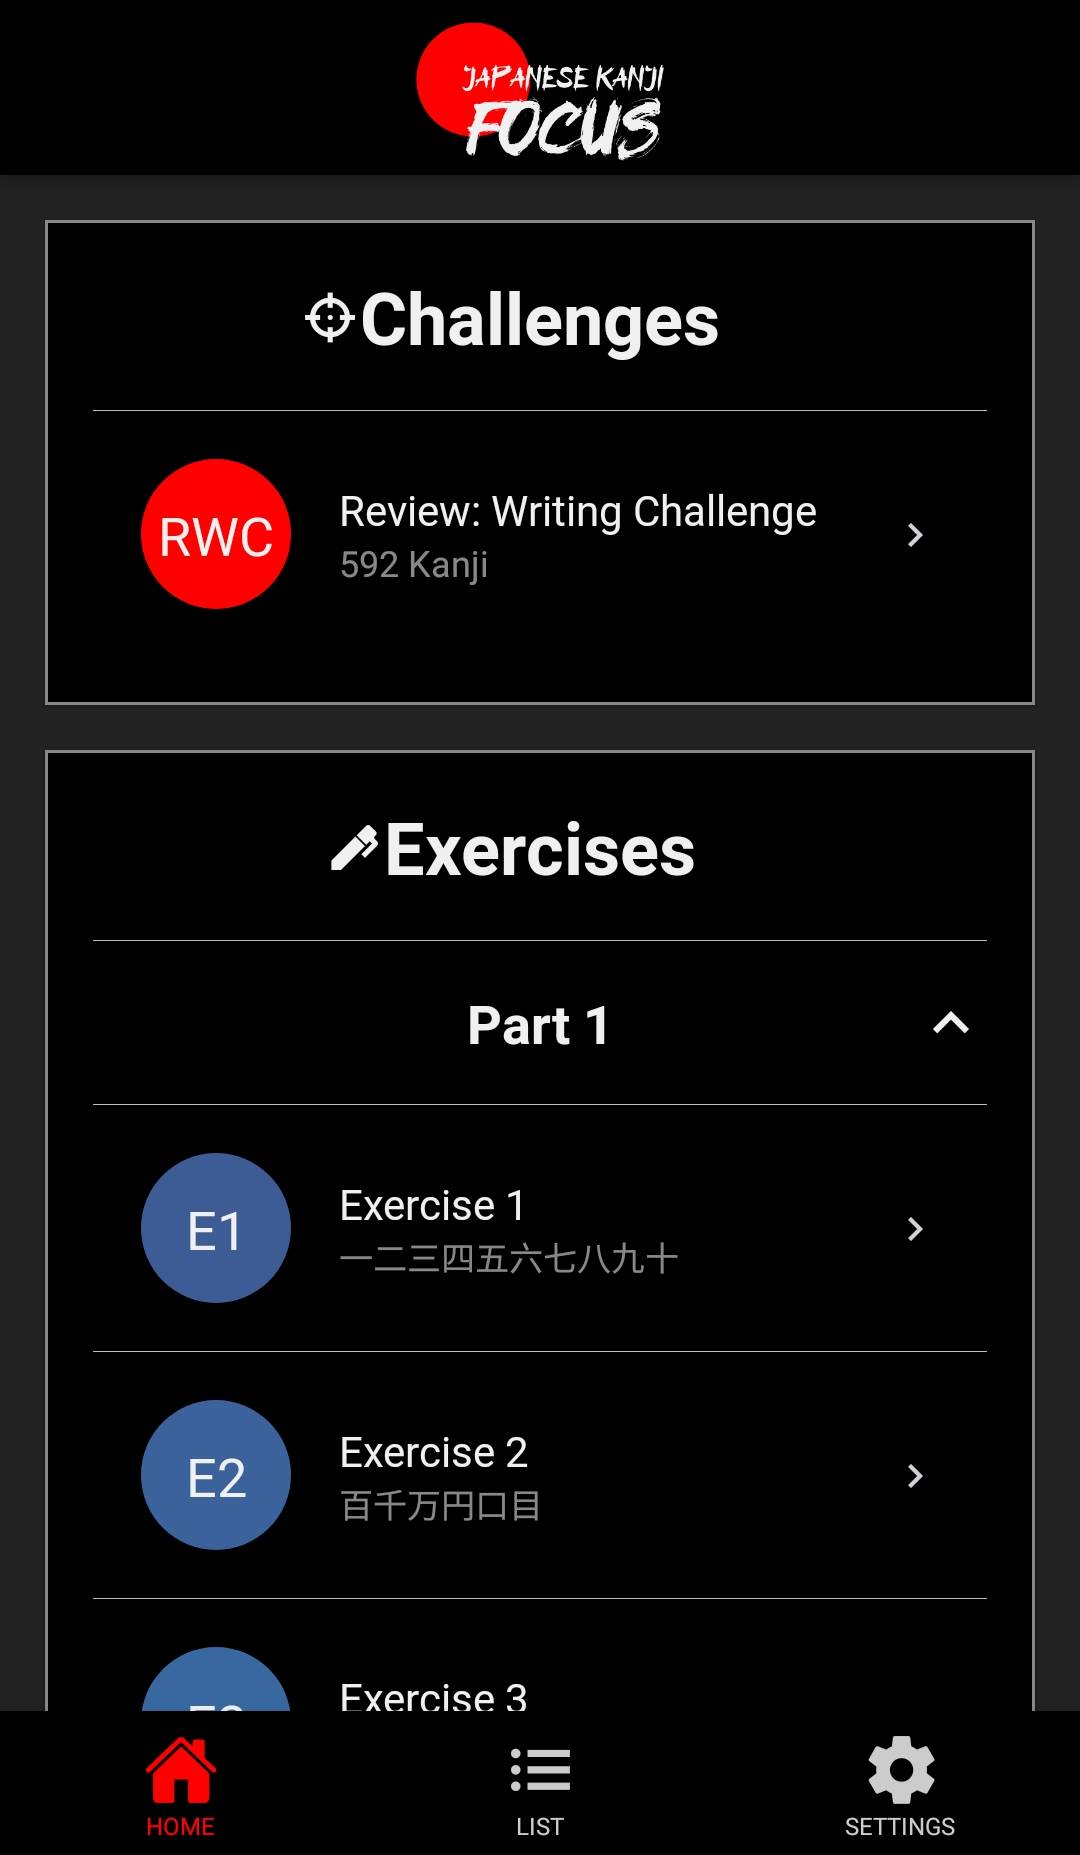 JAPANESE KANJI
FOCUS
Challenges
RWC
Review: Writing Challenge
592 Kanji
Exercises
Part 1
E1
Exercise 1
一二三四五六七八九十
E2
Exercise 2
百千万円口目
Exercise 3
HOME
LIST
SETTINGS